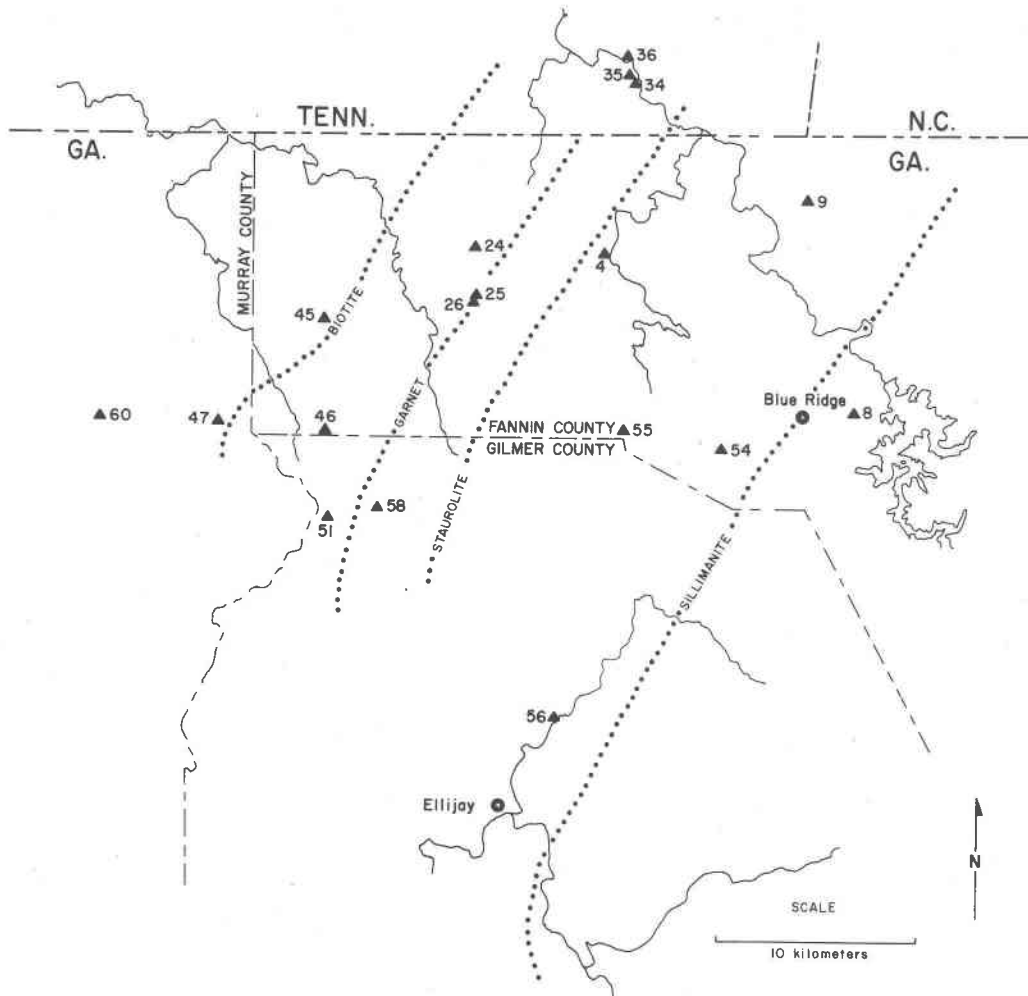 36
35
34
TENN.
N.C.
GA.
GA.
MURRAY COUNTY
9
24
4
25
26
45
BIOTITE
GARNET
Blue Ridge
8
60
47
46
FANNIN COUNTY
GILMER COUNTY
55
54
STAUROLITE
58
51
SILLIMANITE
56
Ellijay
N
SCALE
10 kilometers